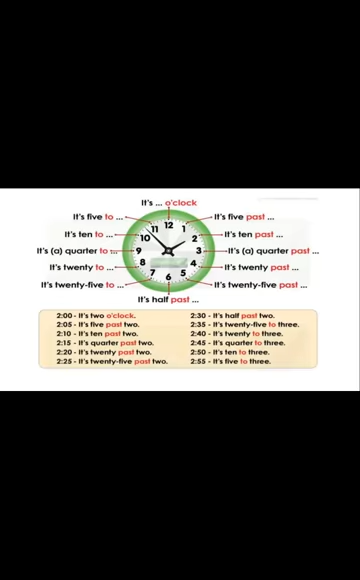 It's ... o'clock
It's five to ...
It's five past ...
It's ten to ...
It's ten past ...
It's (a) quarter to ...
It's (a) quarter past ...
It's twenty to ...
It's twenty past ...
It's twenty-five to ...
It's twenty-five past ...
It's half past ...
12
11
1
10
2
9
3
8
4
7
5
6
2:00 - It's two o'clock.
2:05 - It's five past two.
2:10 - It's ten past two.
2:15 - It's quarter past two.
2:20 - It's twenty past two.
2:25 - It's twenty-five past two.
2:30 - It's half past two.
2:35 - It's twenty-five to three.
2:40 - It's twenty to three.
2:45 - It's quarter to three.
2:50 - It's ten to three.
2:55 - It's five to three.